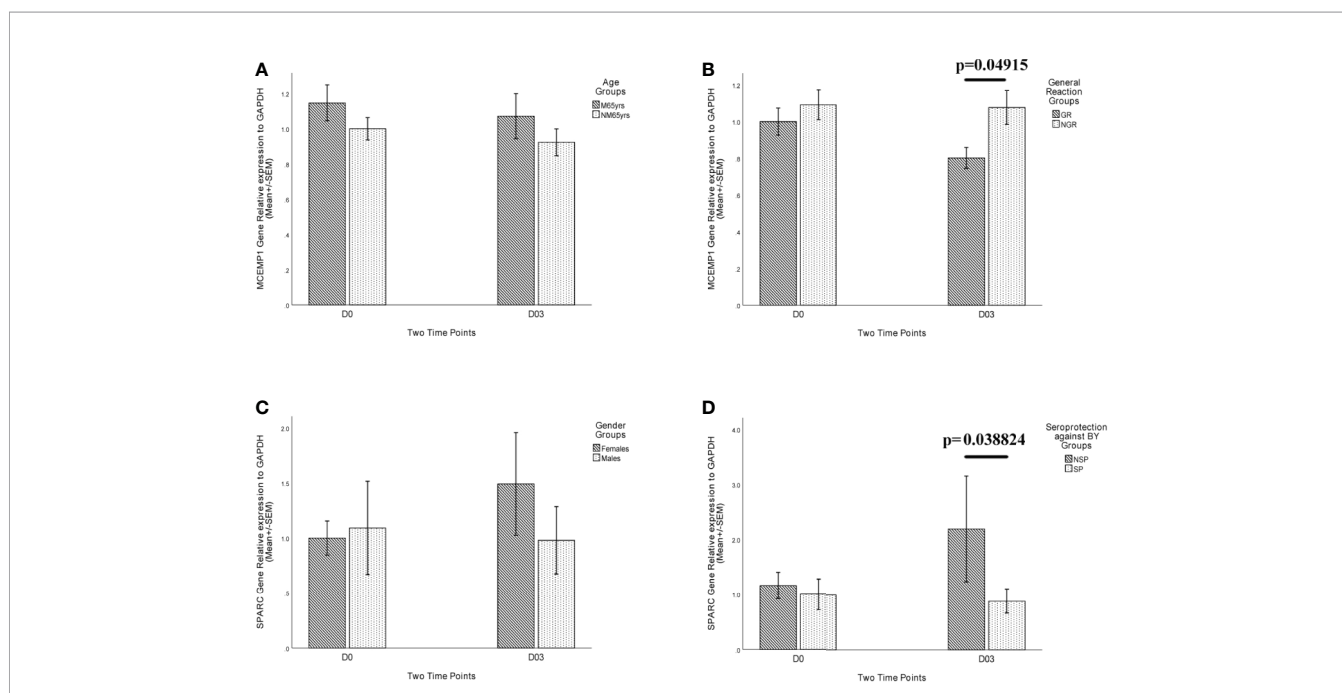 A
MCEMP1 Gene Relative expression to GAPDH
(Mean+/-SEM)
1.2
1.0
.8
.6
.4
.2
.0
D0
D03
Two Time Points
Age
Groups
M65yrs
NM65yrs
B
p=0.04915
MCEMP1 Gene Relative expression to GAPDH
(Mean+/-SEM)
1.2
1.0
.8
.6
.4
.2
.0
D0
D03
Two Time Points
General
Reaction
Groups
GR
NGR
C
SPARC Gene Relative expression to GAPDH
(Mean+/-SEM)
2.0
1.5
1.0
.5
.0
D0
D03
Two Time Points
Gender
Groups
Females
Males
D
p=0.038824
SPARC Gene Relative expression to GAPDH
(Mean+/-SEM)
4.0
3.0
2.0
1.0
.0
D0
D03
Two Time Points
Seroprotection
against BY
Groups
NSP
SP